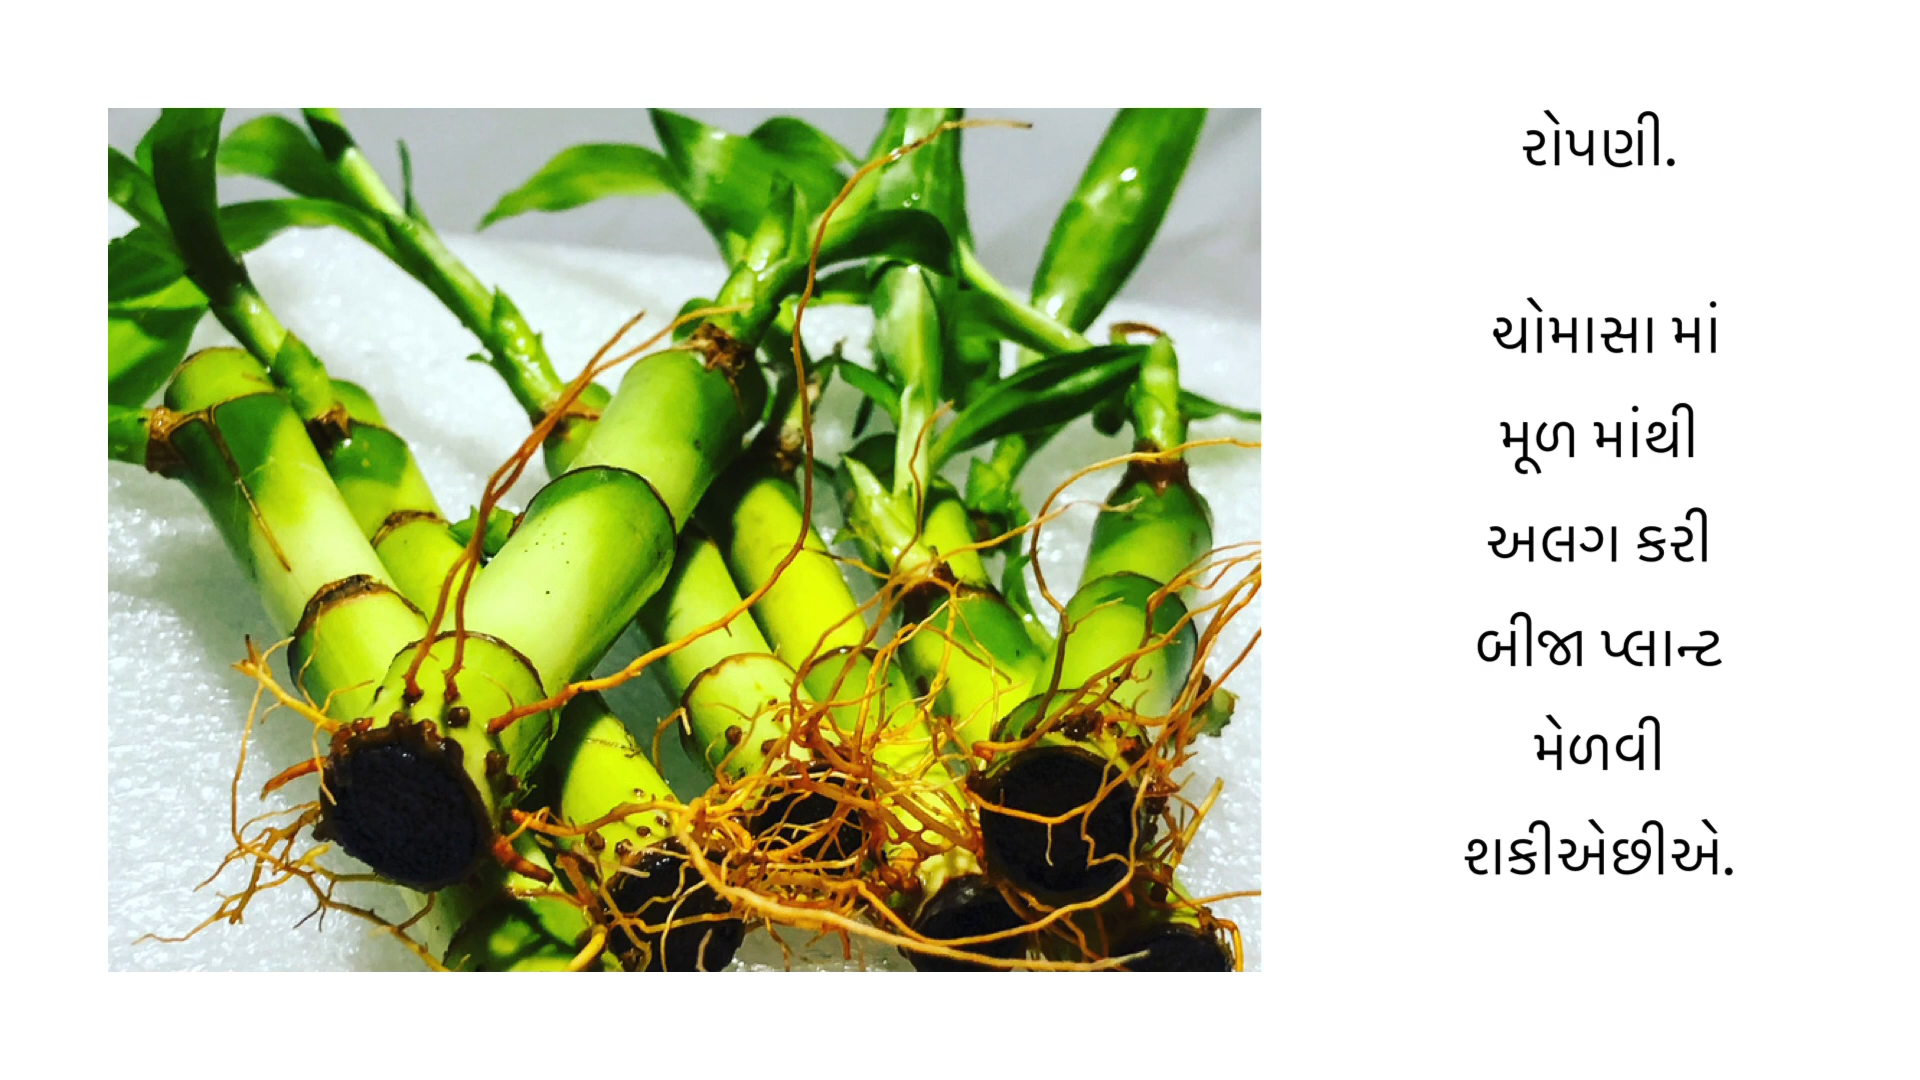 રોપણી.
ચોમાસા માં
મૂળ માંથી
અલગ કરી
બીજા પ્લાન્ટ
મેળવી
શકીએછીએ.